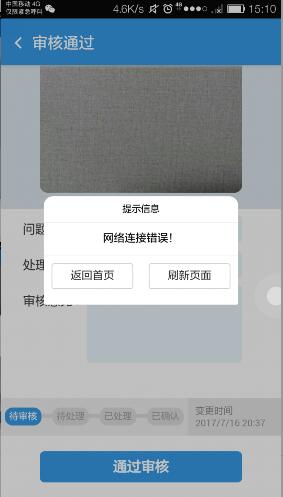 中国移动 4G
仅限紧急呼叫
4.6K/s 4G 15:10
审核通过
提示信息
网络连接错误!
返回首页 刷新页面
问题
处理
审核意见
待审核 待处理 已处理 已确认
变更时间
2017/7/16 20:37
通过审核